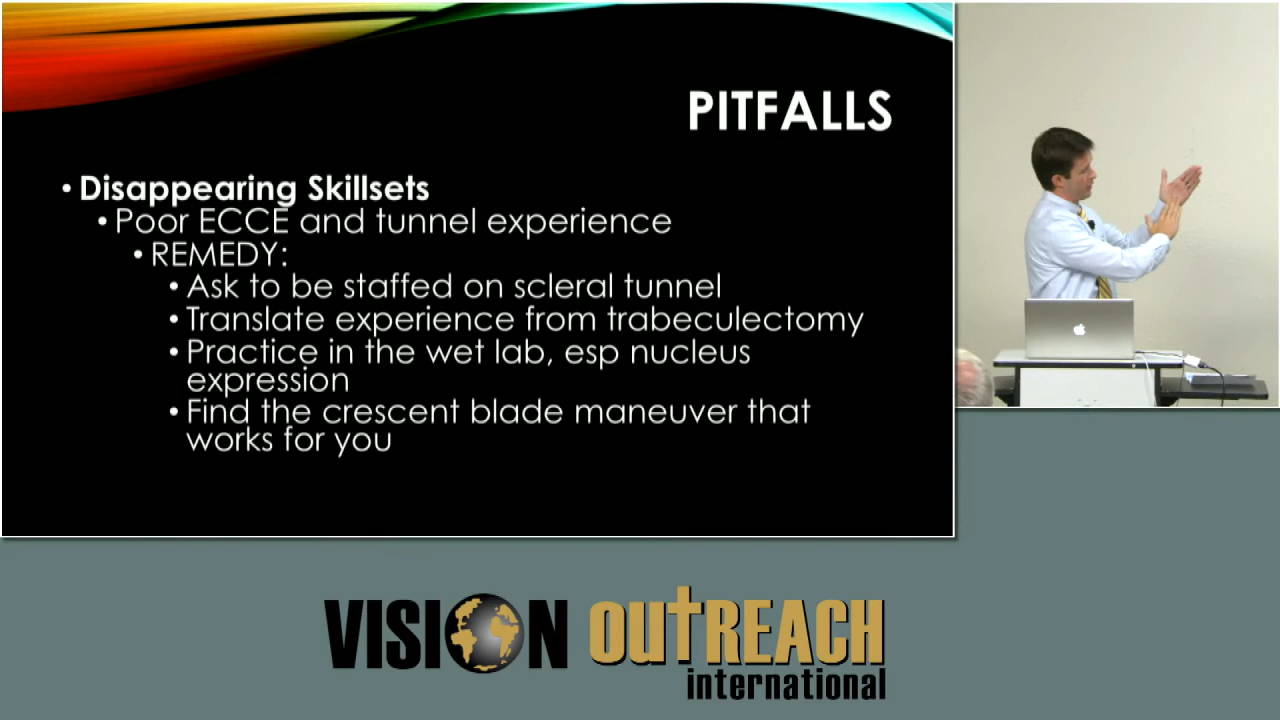 PITFALLS
• Disappearing Skillsets
• Poor ECCE and tunnel experience
• REMEDY:
• Ask to be staffed on scleral tunnel
• Translate experience from trabeculectomy
• Practice in the wet lab, esp nucleus
expression
• Find the crescent blade maneuver that
works for you
VISION OUTREACH
international